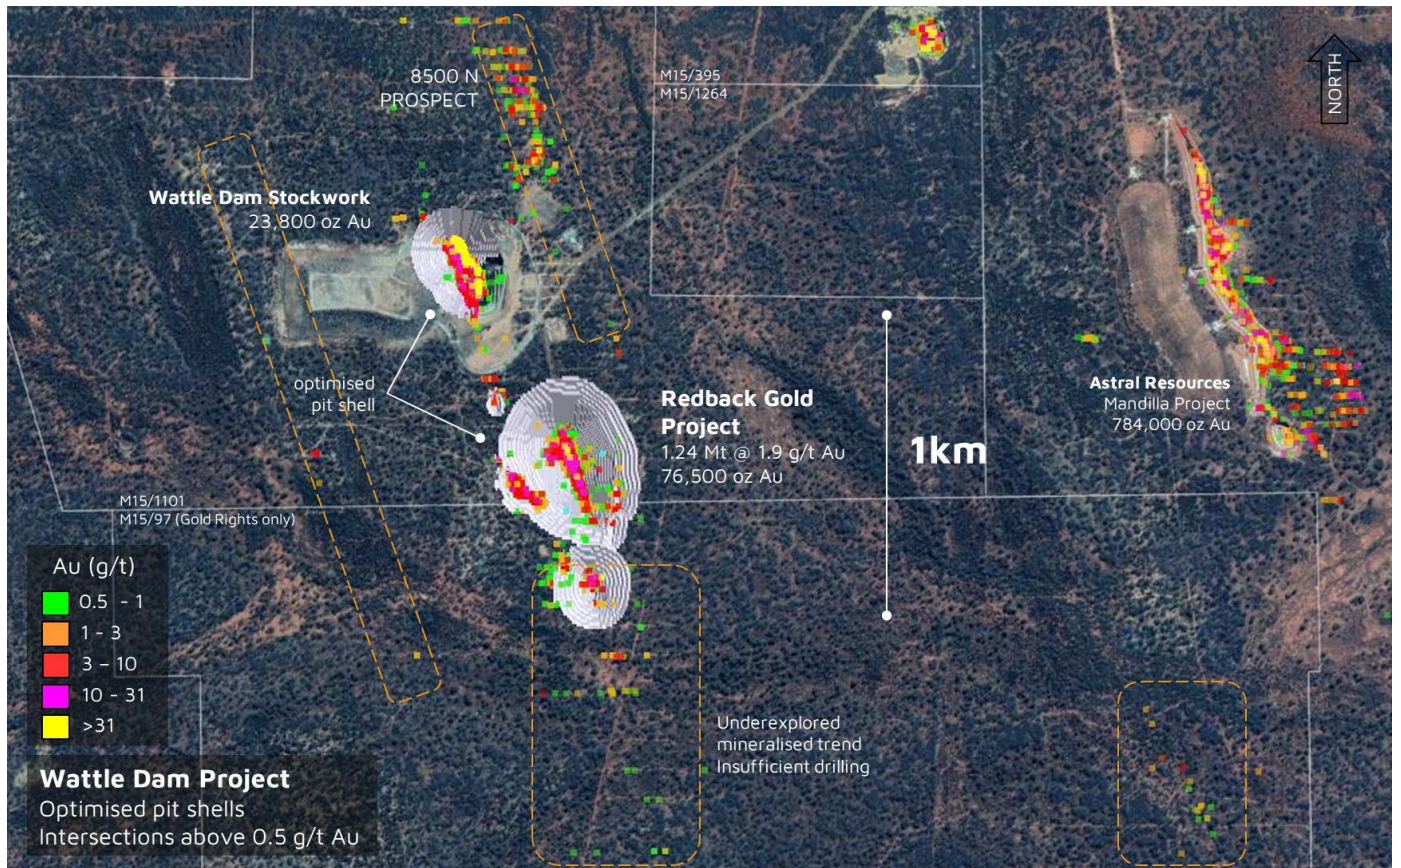 8500 N
PROSPECT
M15/395
M15/1264
NORTH
Wattle Dam Stockwork
23,800 oz Au
optimised
pit shell
Redback Gold
Project
1.24 Mt @ 1.9 g/t Au
76,500 oz Au
1km
Astral Resources
Mandilla Project
784,000 oz Au
M15/1101
M15/97 (Gold Rights only)
Au (g/t)
0.5 - 1
1 - 3
3 – 10
10 - 31
>31
Underexplored
mineralised trend
Insufficient drilling
Wattle Dam Project
Optimised pit shells
Intersections above 0.5 g/t Au